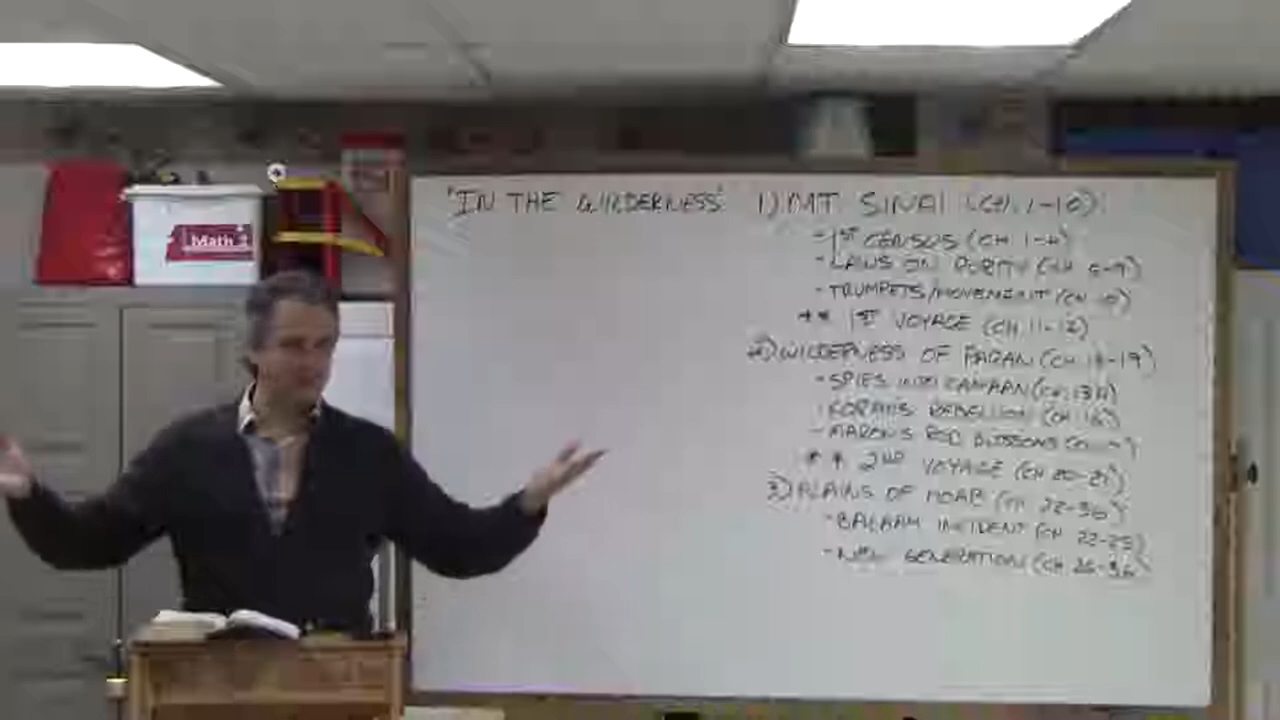 Math 3
"IN THE WILDERNESS" 1) MT SINAI (CH. 1-10):
- 1ST CENSUS (CH 1-4)
- LAWS ON PURITY (CH 5-9)
- TRUMPETS/MOVEMENT (CH 10)
** 1ST VOYAGE (CH. 11-12)
2) WILDERNESS OF PARAN (CH 13-19)
- SPIES INTO CANAAN (CH. 13,14)
- KORAH'S REBELLION (CH 16)
- AARON'S ROD BLOSSOMS
** 2ND VOYAGE (CH 20-21)
3) PLAINS OF MOAB (CH 22-36)
- BALAAM INCIDENT (CH 22-25)
- NEW GENERATION (CH 26-36